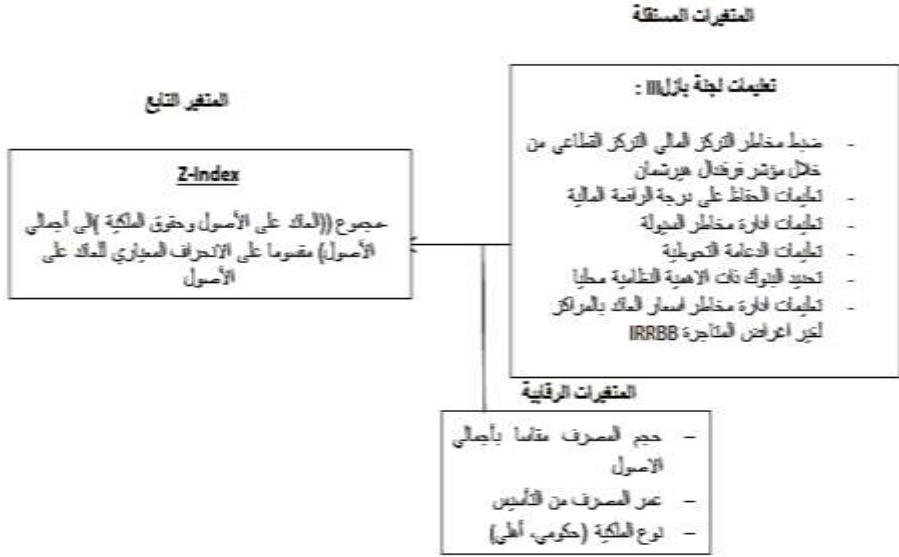 المتغيرات المستقلة
تعليمات لجنة بازلIII :
- ضبط مخاطر التركز المالي التركز القطاعي من
خلال مؤشر فرفندال هيرشمان
- تعليمات الحفاظ على درجة الرافعة المالية
- تعليمات ادارة مخاطر السيولة
- تعليمات الدعامة التحوطية
- تحديد البنوك ذات الاهمية النظامية محليا
- تعليمات ادارة مخاطر اسعار العائد بالمراكز
لغير اغراض المتاجرة IRRBB
المتغير التابع
Z-Index
مجموع ((العائد على الأصول وحقوق الملكية )الى أجمالي
الأصول) مقسوما على الانحراف المعياري للعائد على
الأصول
المتغيرات الرقابية
– حجم المصرف مقاسا بأجمالي
الاصول
– عمر المصرف من التأسيس
– نوع الملكية (حكومي، أهلي)